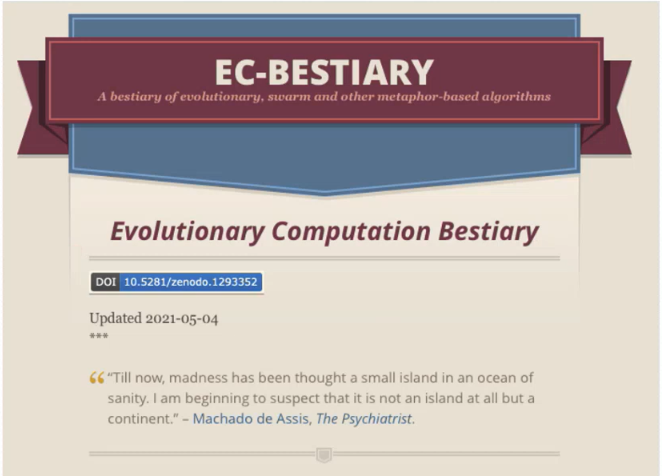 EC-BESTIARY
A bestiary of evolutionary, swarm and other metaphor-based algorithms
Evolutionary Computation Bestiary
DOI 10.5281/zenodo.1293352
Updated 2021-05-04
***
“Till now, madness has been thought a small island in an ocean of
sanity. I am beginning to suspect that it is not an island at all but a
continent.” – Machado de Assis, The Psychiatrist.